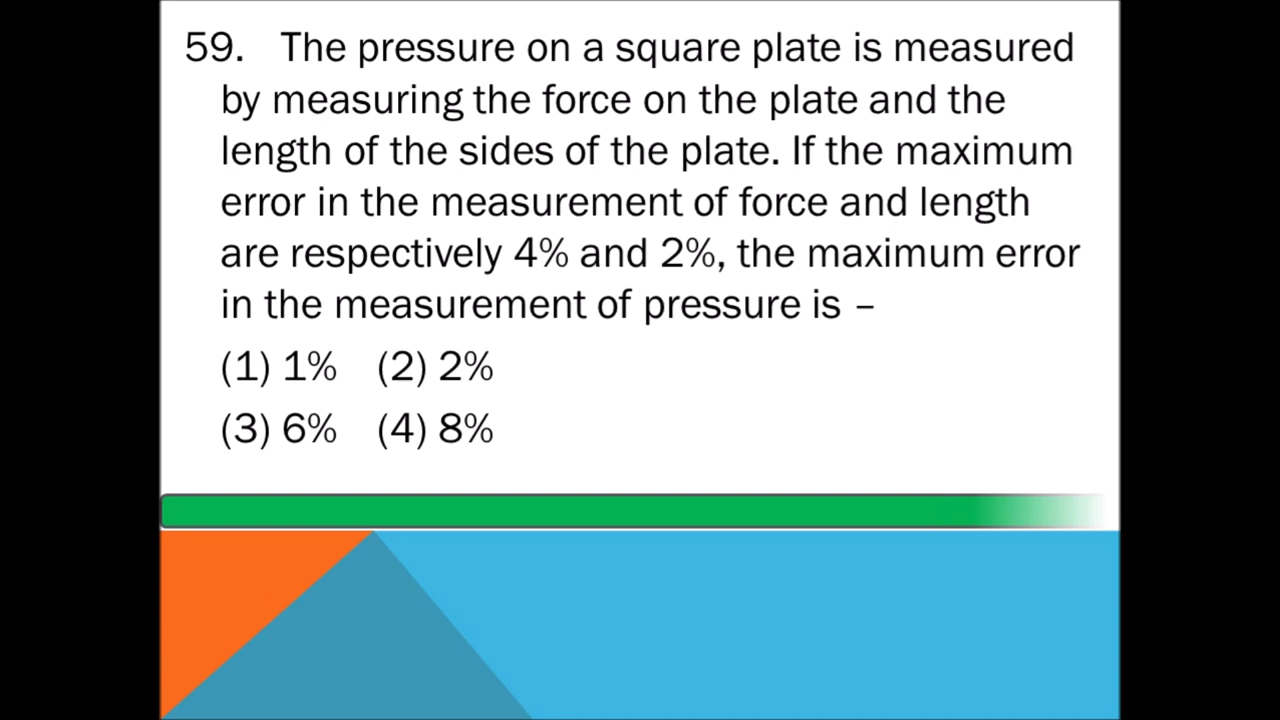 59. The pressure on a square plate is measured
by measuring the force on the plate and the
length of the sides of the plate. If the maximum
error in the measurement of force and length
are respectively 4% and 2%, the maximum error
in the measurement of pressure is –
(1) 1% (2) 2%
(3) 6% (4) 8%